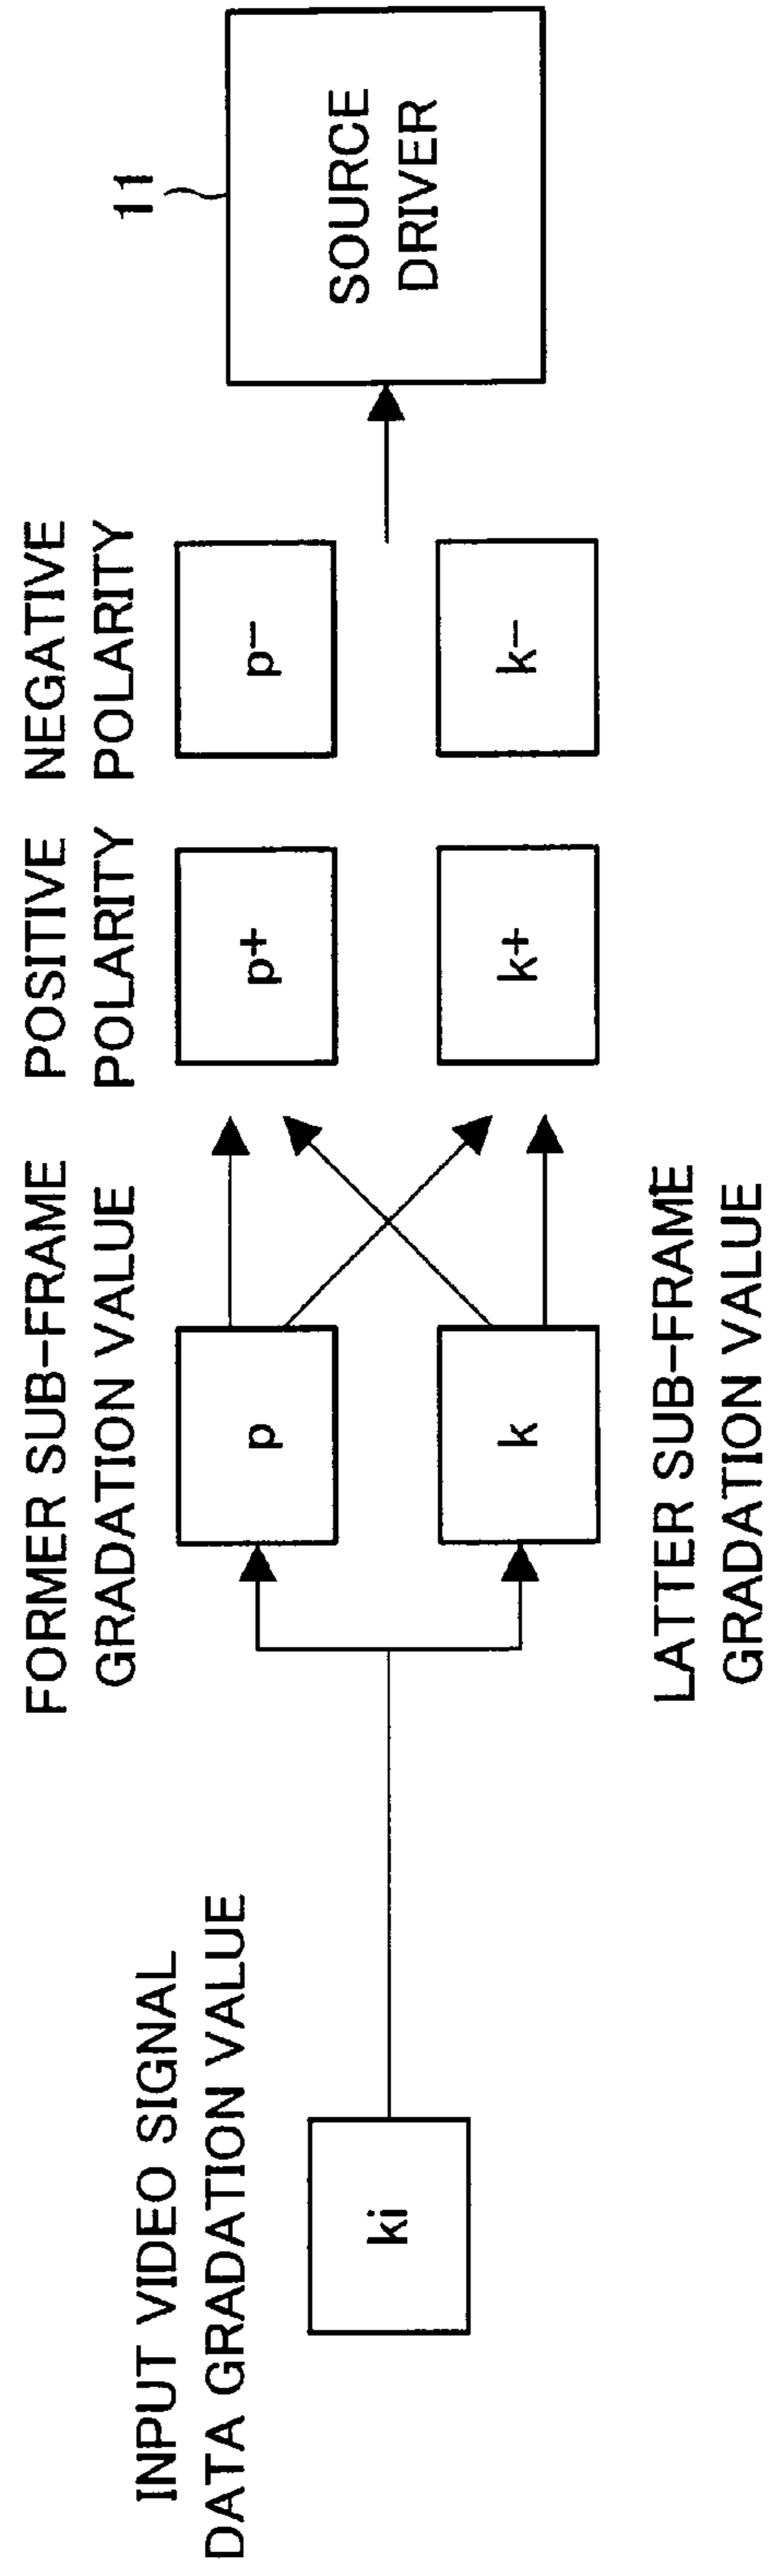 INPUT VIDEO SIGNAL
DATA GRADATION VALUE
ki
FORMER SUB-FRAME
GRADATION VALUE
p
k
LATTER SUB-FRAME
GRADATION VALUE
POSITIVE
POLARITY
p+
k+
NEGATIVE
POLARITY
p-
k-
11
SOURCE
DRIVER